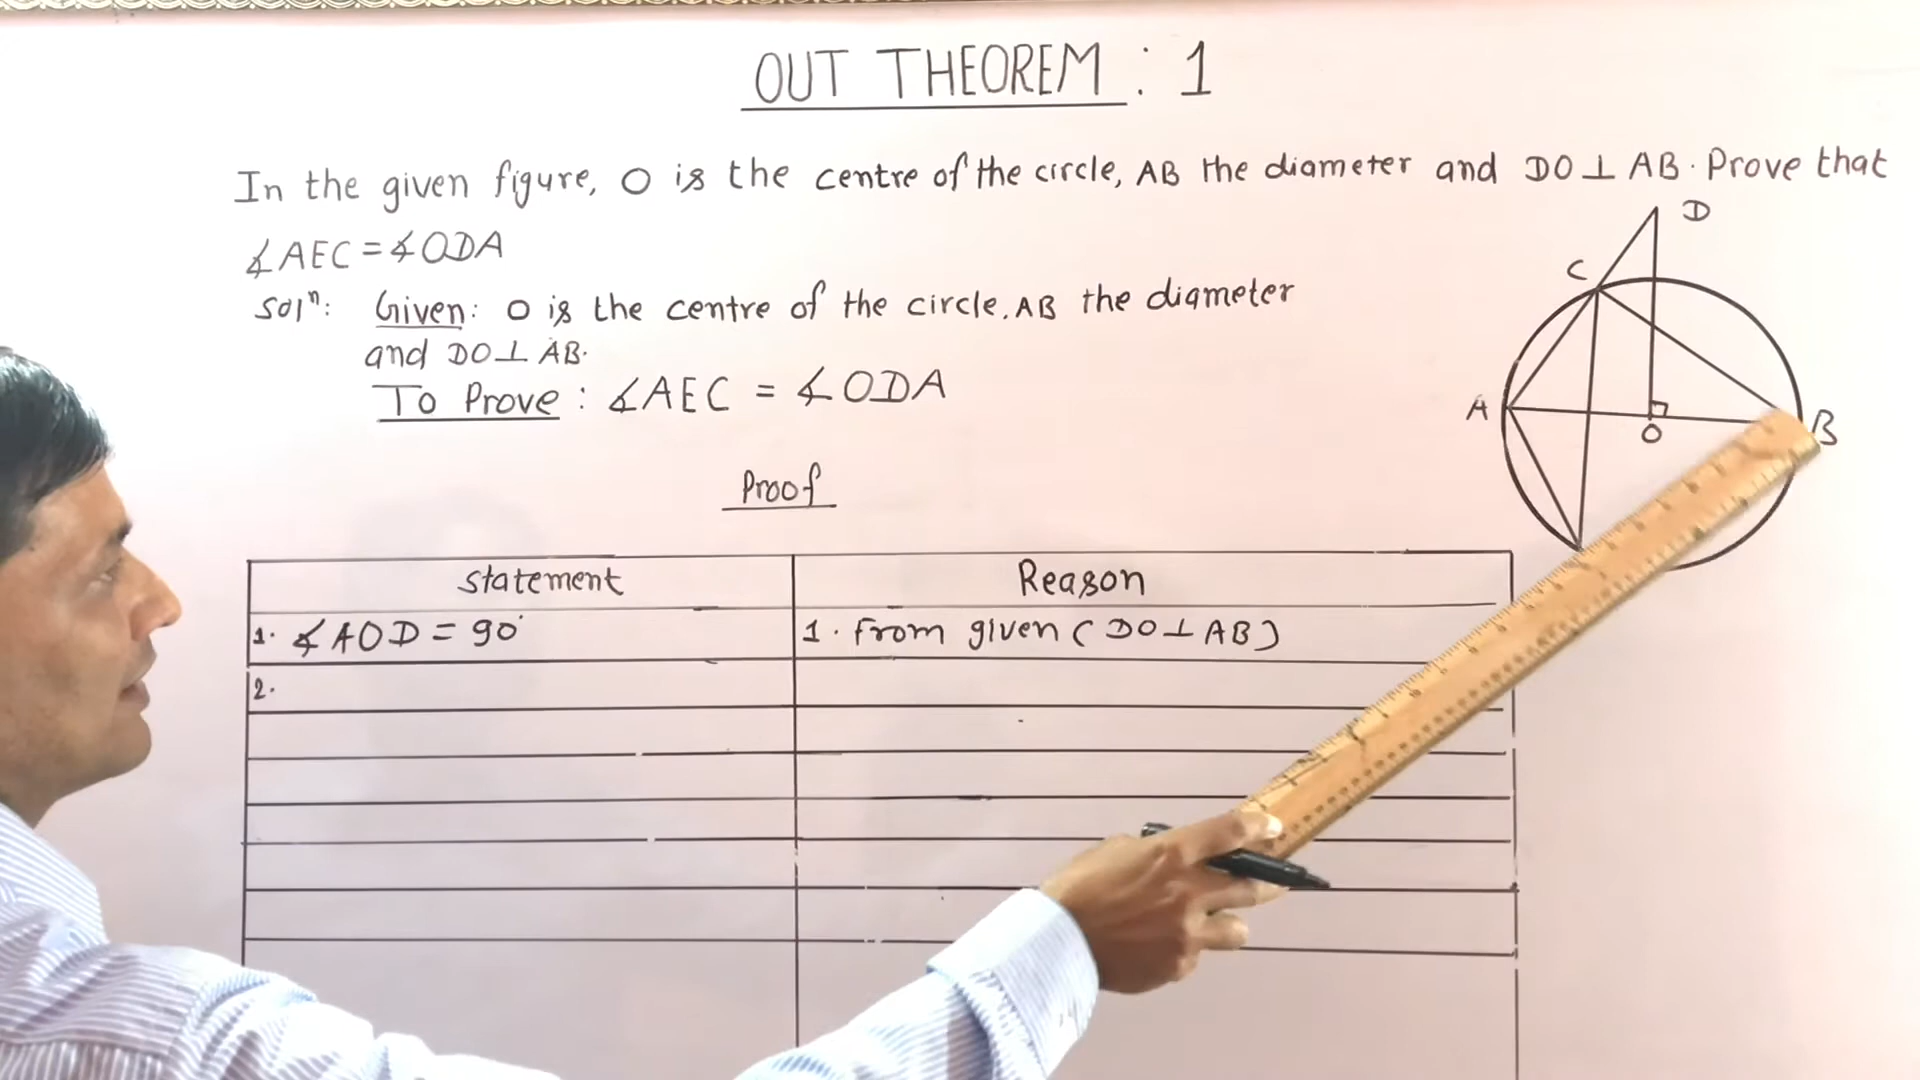 OUT THEOREM : 1
In the given figure, O is the centre of the circle, AB the diameter and DO⊥AB. Prove that
∡AEC = ∡ODA
Solⁿ: Given: O is the centre of the circle, AB the diameter
and DO⊥AB.
To Prove : ∡AEC = ∡ODA
D
C
A
O
B
Proof
Statement Reason
1. ∡AOD = 90° 1. From given (DO⊥AB)
2.